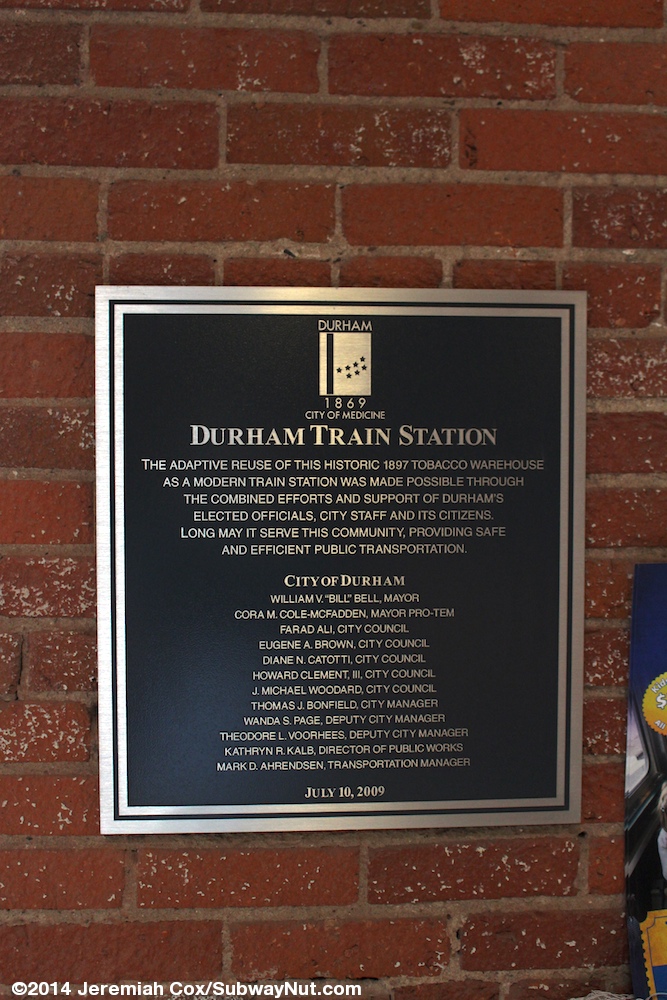 DURHAM
1869
CITY OF MEDICINE
DURHAM TRAIN STATION
THE ADAPTIVE REUSE OF THIS HISTORIC 1897 TOBACCO WAREHOUSE
AS A MODERN TRAIN STATION WAS MADE POSSIBLE THROUGH
THE COMBINED EFFORTS AND SUPPORT OF DURHAM'S
ELECTED OFFICIALS, CITY STAFF AND ITS CITIZENS.
LONG MAY IT SERVE THIS COMMUNITY, PROVIDING SAFE
AND EFFICIENT PUBLIC TRANSPORTATION.
CITY OF DURHAM
WILLIAM V. "BILL" BELL, MAYOR
CORA M. COLE-MCFADDEN, MAYOR PRO-TEM
FARAD ALI, CITY COUNCIL
EUGENE A. BROWN, CITY COUNCIL
DIANE N. CATOTTI, CITY COUNCIL
HOWARD CLEMENT, III, CITY COUNCIL
J. MICHAEL WOODARD, CITY COUNCIL
THOMAS J. BONFIELD, CITY MANAGER
WANDA S. PAGE, DEPUTY CITY MANAGER
THEODORE L. VOORHEES, DEPUTY CITY MANAGER
KATHRYN R. KALB, DIRECTOR OF PUBLIC WORKS
MARK D. AHRENDSEN, TRANSPORTATION MANAGER
JULY 10, 2009
©2014 Jeremiah Cox/SubwayNut.com